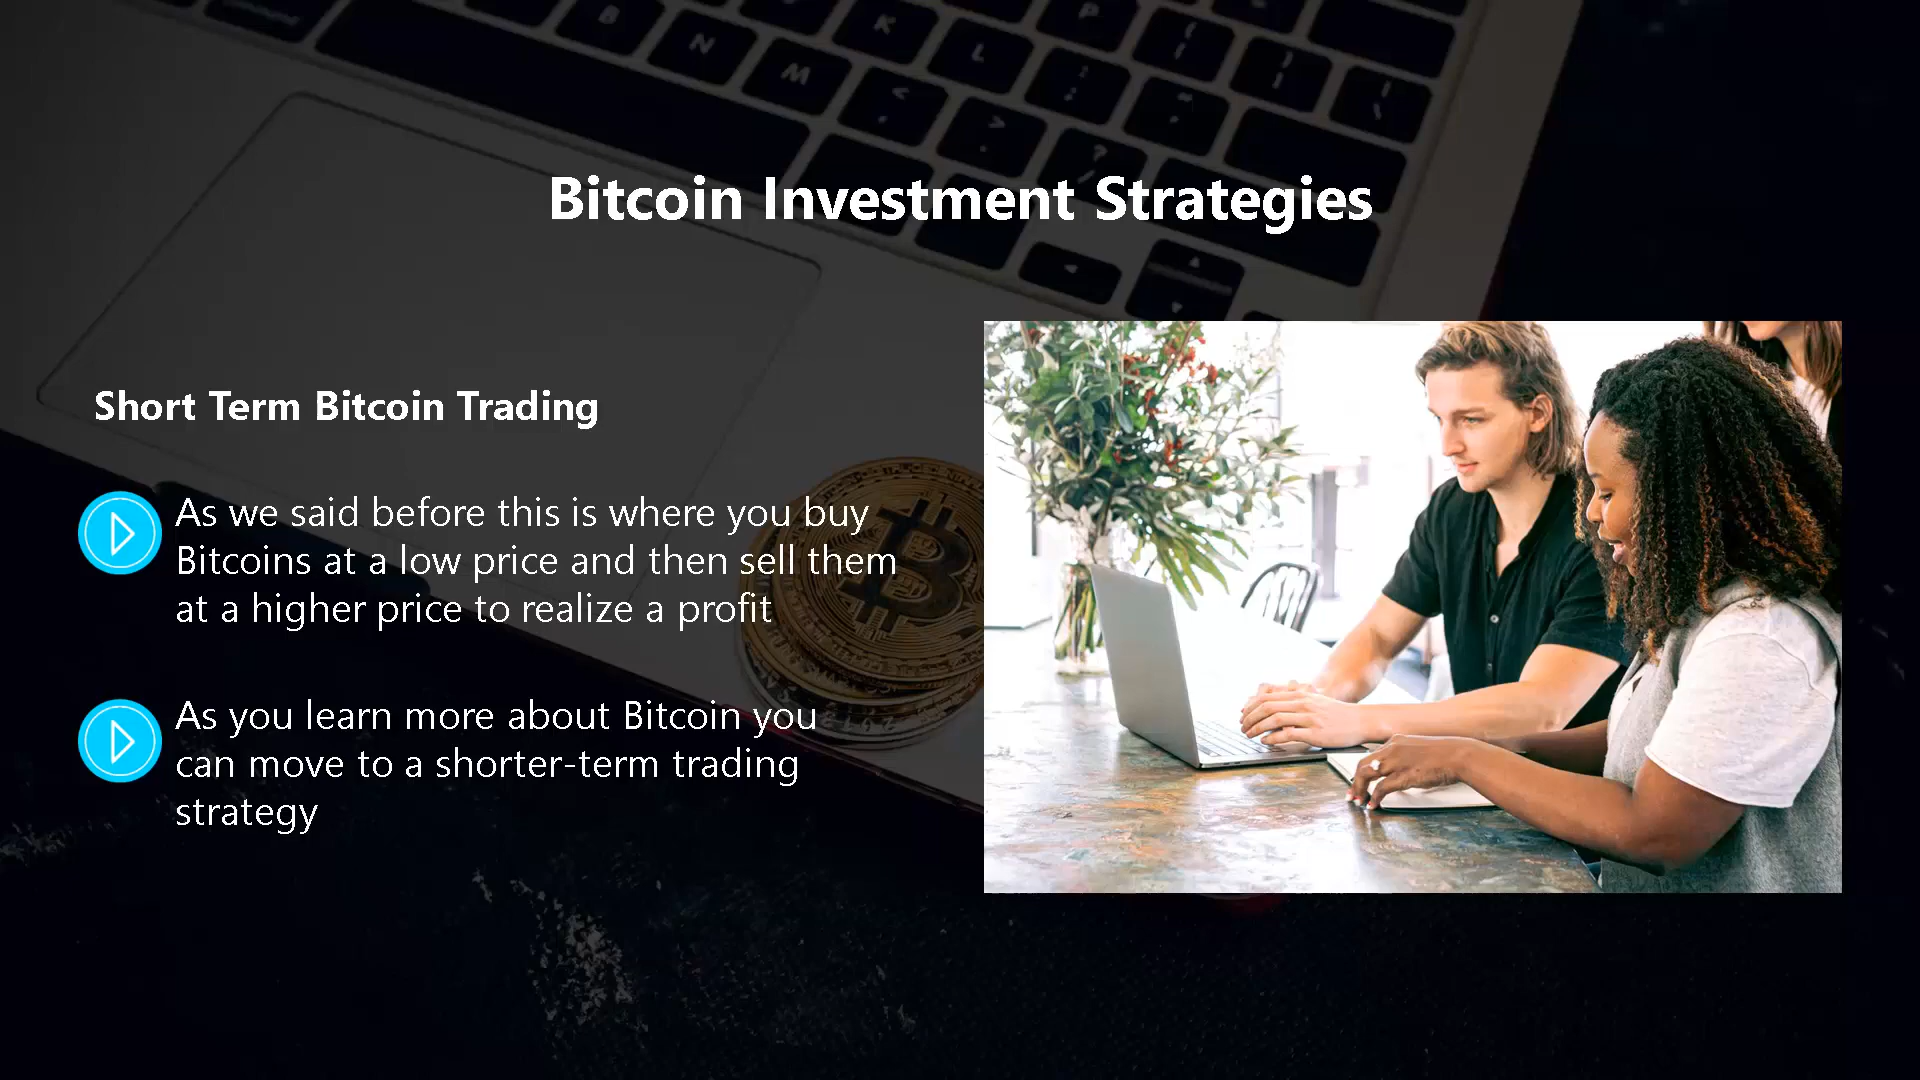 Bitcoin Investment Strategies
Short Term Bitcoin Trading
As we said before this is where you buy
Bitcoins at a low price and then sell them
at a higher price to realize a profit
As you learn more about Bitcoin you
can move to a shorter-term trading
strategy